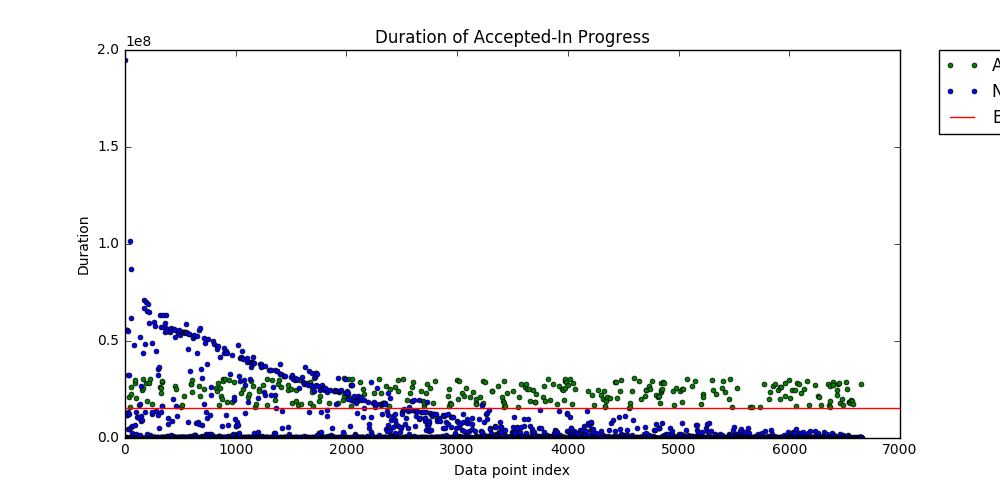 Duration of Accepted-In Progress
1e8
2.0
1.5
1.0
0.5
0.0
Duration
0 1000 2000 3000 4000 5000 6000 7000
Data point index
A
N